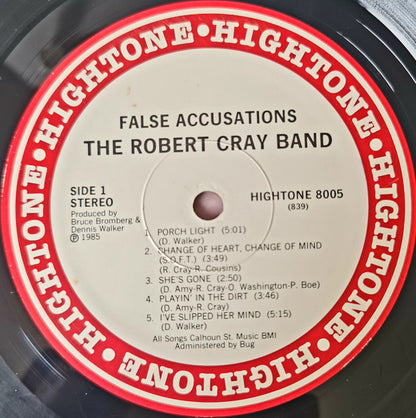 HIGHTONE • HIGHTONE • HIGHTONE • HIGHTONE • HIGHTONE • HIGHTONE • HIGHTONE •
FALSE ACCUSATIONS
THE ROBERT CRAY BAND
SIDE 1
STEREO
Produced by
Bruce Bromberg &
Dennis Walker
℗ 1985
HIGHTONE 8005
(839)
1. PORCH LIGHT (5:01)
(D. Walker)
2. CHANGE OF HEART, CHANGE OF MIND
(S.O.F.T.) (3:49)
(R. Cray-R. Cousins)
3. SHE'S GONE (2:50)
(D. Amy-R. Cray-O. Washington-P. Boe)
4. PLAYIN' IN THE DIRT (3:46)
(D. Amy-R. Cray)
5. I'VE SLIPPED HER MIND (5:15)
(D. Walker)
All Songs Calhoun St. Music BMI
Administered by Bug